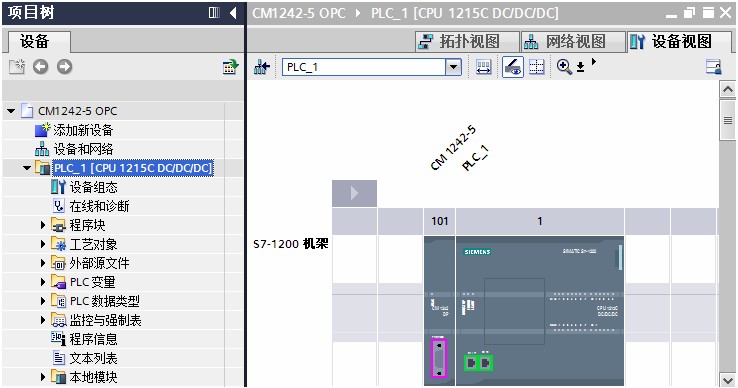 项目树
CM1242-5 OPC PLC_1 [CPU 1215C DC/DC/DC]
设备
拓扑视图 网络视图 设备视图
PLC_1
CM1242-5 OPC
添加新设备
设备和网络
PLC_1 [CPU 1215C DC/DC/DC]
设备组态
在线和诊断
程序块
工艺对象
外部源文件
PLC 变量
PLC 数据类型
监控与强制表
程序信息
文本列表
本地模块
CM 1242-5
PLC_1
101 1
S7-1200 机架
SIEMENS SIMATIC S7-1200
CM 1242
DP
CPU 1215C
DC/DC/DC